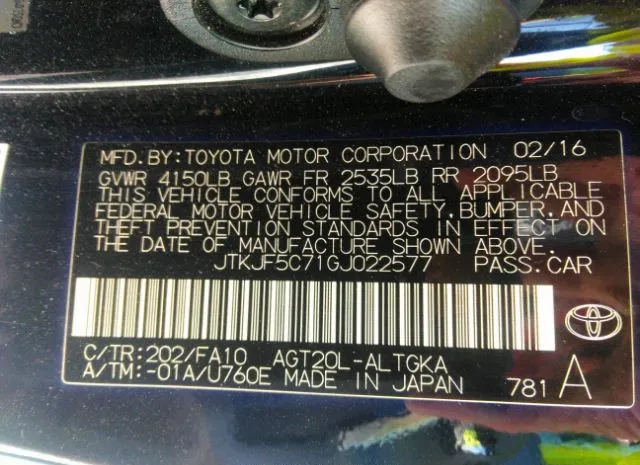 MFD.BY:TOYOTA MOTOR CORPORATION 02/16
GVWR 4150LB GAWR FR 2535LB RR 2095LB
THIS VEHICLE CONFORMS TO ALL APPLICABLE
FEDERAL MOTOR VEHICLE SAFETY,BUMPER,AND
THEFT PREVENTION STANDARDS IN EFFECT ON
THE DATE OF MANUFACTURE SHOWN ABOVE.
JTKJF5C71GJ022577 PASS.CAR
C/TR:202/FA10 AGT20L-ALTGKA
A/TM:-01A/U760E MADE IN JAPAN 781 A